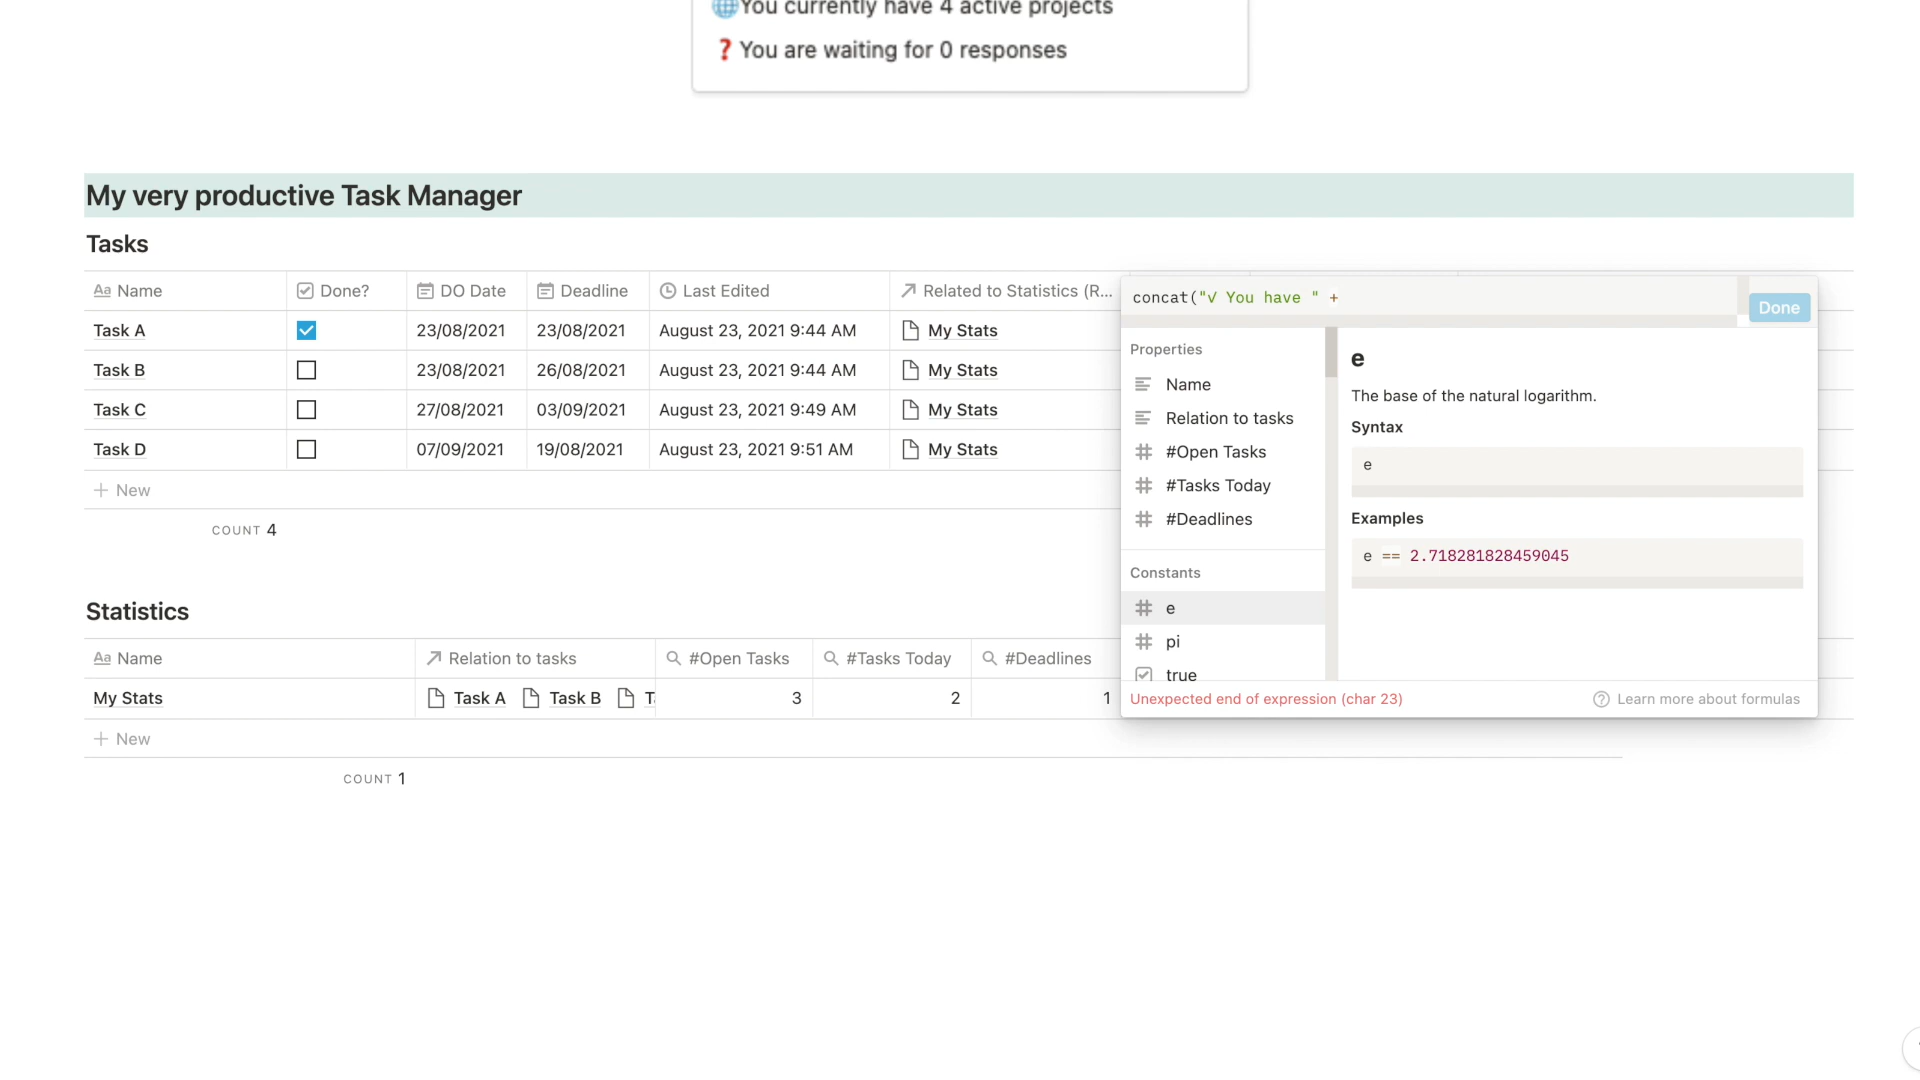 You currently have 4 active projects
❓ You are waiting for 0 responses
My very productive Task Manager
Tasks
Aa Name Done? DO Date Deadline Last Edited Related to Statistics (R...
Task A 23/08/2021 23/08/2021 August 23, 2021 9:44 AM My Stats
Task B 23/08/2021 26/08/2021 August 23, 2021 9:44 AM My Stats
Task C 27/08/2021 03/09/2021 August 23, 2021 9:49 AM My Stats
Task D 07/09/2021 19/08/2021 August 23, 2021 9:51 AM My Stats
+ New
COUNT 4
concat("√ You have " +
Done
Properties
Name
Relation to tasks
#Open Tasks
#Tasks Today
#Deadlines
Constants
e
pi
true
e
The base of the natural logarithm.
Syntax
e
Examples
e == 2.718281828459045
Unexpected end of expression (char 23)
Learn more about formulas
Statistics
Aa Name Relation to tasks #Open Tasks #Tasks Today #Deadlines
My Stats Task A Task B 3 2 1
+ New
COUNT 1